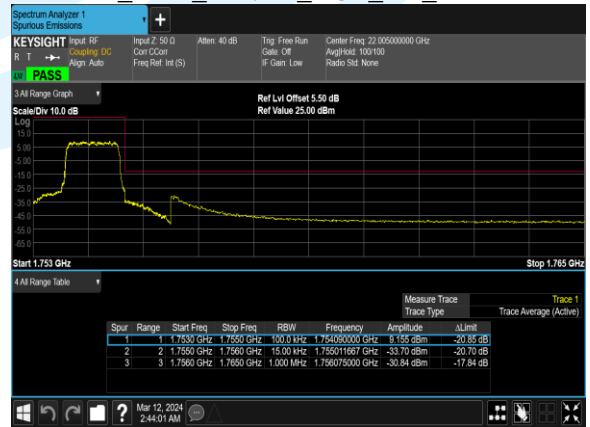 Spectrum Analyzer 1
Spurious Emissions
+
KEYSIGHT Input: RF Input Z: 50 Ω Atten: 40 dB Trig: Free Run Center Freq: 22.005000000 GHz
R T Coupling: DC Corr CCorr Gate: Off Avg|Hold: 100/100
Align: Auto Freq Ref: Int (S) IF Gain: Low Radio Std: None
PASS
3 All Range Graph
Ref Lvl Offset 5.50 dB
Scale/Div 10.0 dB Ref Value 25.00 dBm
Log
15.0
5.00
-5.00
-15.0
-25.0
-35.0
-45.0
-55.0
-65.0
Start 1.753 GHz Stop 1.765 GHz
4 All Range Table
Measure Trace Trace 1
Trace Type Trace Average (Active)
Spur Range Start Freq Stop Freq RBW Frequency Amplitude ΔLimit
1 1 1.7530 GHz 1.7550 GHz 100.0 kHz 1.754090000 GHz 9.155 dBm -20.85 dB
2 2 1.7550 GHz 1.7560 GHz 15.00 kHz 1.755011667 GHz -33.70 dBm -20.70 dB
3 3 1.7560 GHz 1.7650 GHz 1.000 MHz 1.756075000 GHz -30.84 dBm -17.84 dB
? Mar 12, 2024
2:44:01 AM